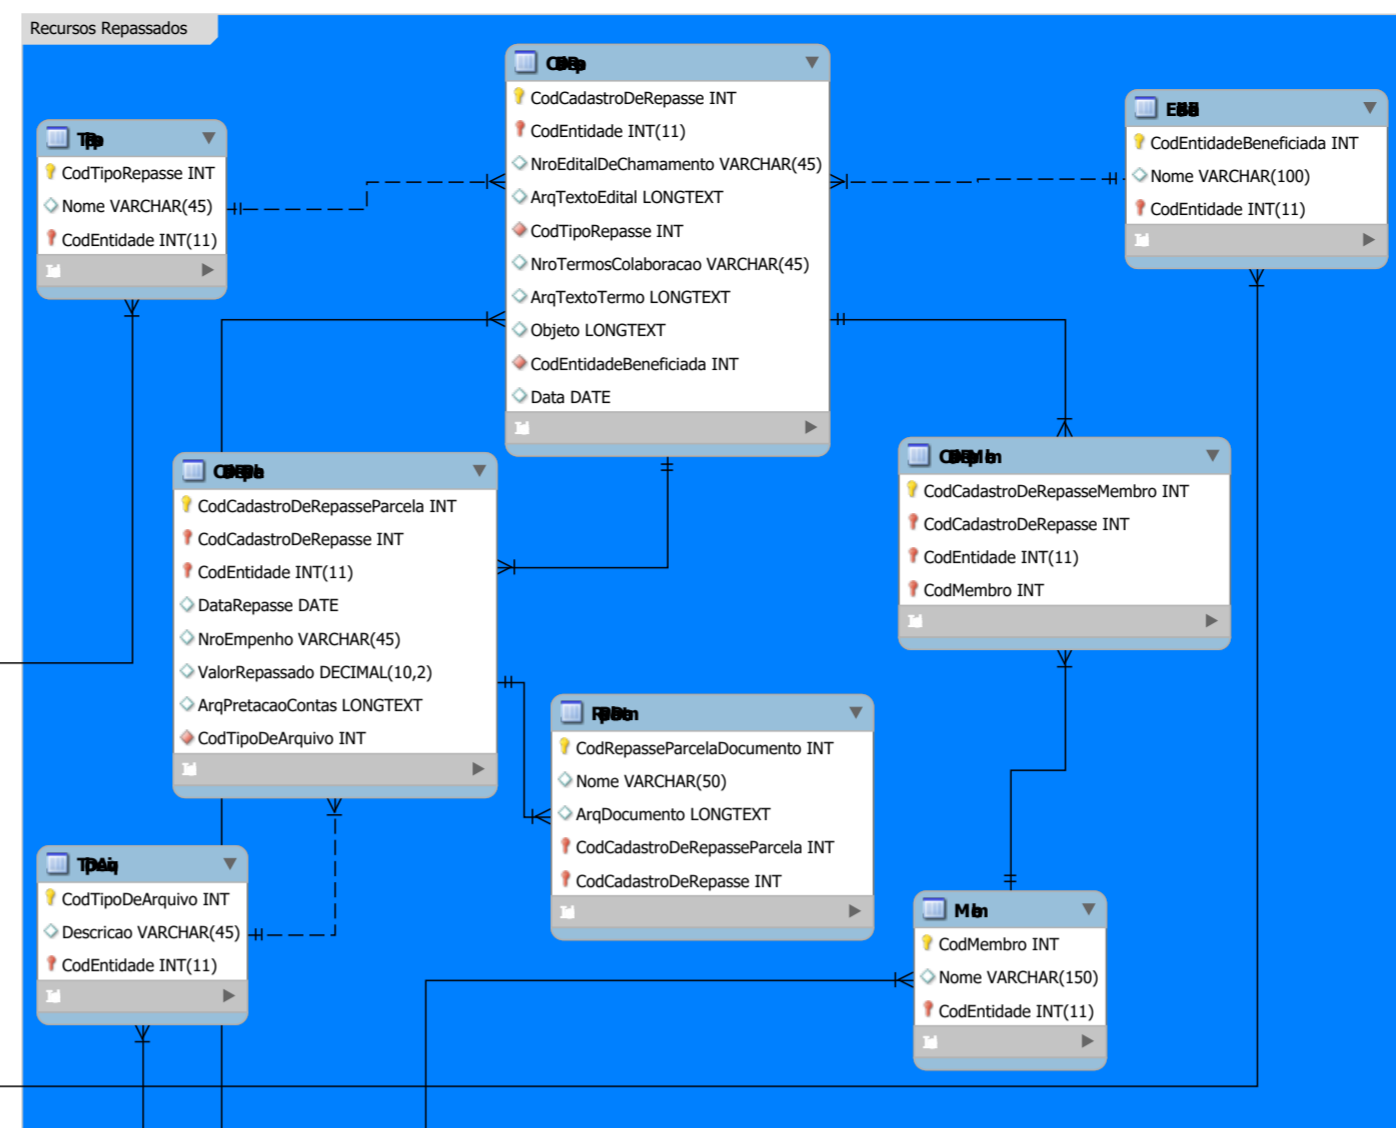 Recursos Repassados
CodCadastroDeRepasse INT
CodEntidade INT(11)
NroEditalDeChamamento VARCHAR(45)
ArqTextoEdital LONGTEXT
CodTipoRepasse INT
NroTermosColaboracao VARCHAR(45)
ArqTextoTermo LONGTEXT
Objeto LONGTEXT
CodEntidadeBeneficiada INT
Data DATE
CodEntidadeBeneficiada INT
Nome VARCHAR(100)
CodEntidade INT(11)
CodTipoRepasse INT
Nome VARCHAR(45)
CodEntidade INT(11)
CodCadastroDeRepasseParcela INT
CodCadastroDeRepasse INT
CodEntidade INT(11)
DataRepasse DATE
NroEmpenho VARCHAR(45)
ValorRepassado DECIMAL(10,2)
ArqPretacaoContas LONGTEXT
CodTipoDeArquivo INT
CodCadastroDeRepasseMembro INT
CodCadastroDeRepasse INT
CodEntidade INT(11)
CodMembro INT
CodRepasseParcelaDocumento INT
Nome VARCHAR(50)
ArqDocumento LONGTEXT
CodCadastroDeRepasseParcela INT
CodCadastroDeRepasse INT
CodTipoDeArquivo INT
Descricao VARCHAR(45)
CodEntidade INT(11)
CodMembro INT
Nome VARCHAR(150)
CodEntidade INT(11)